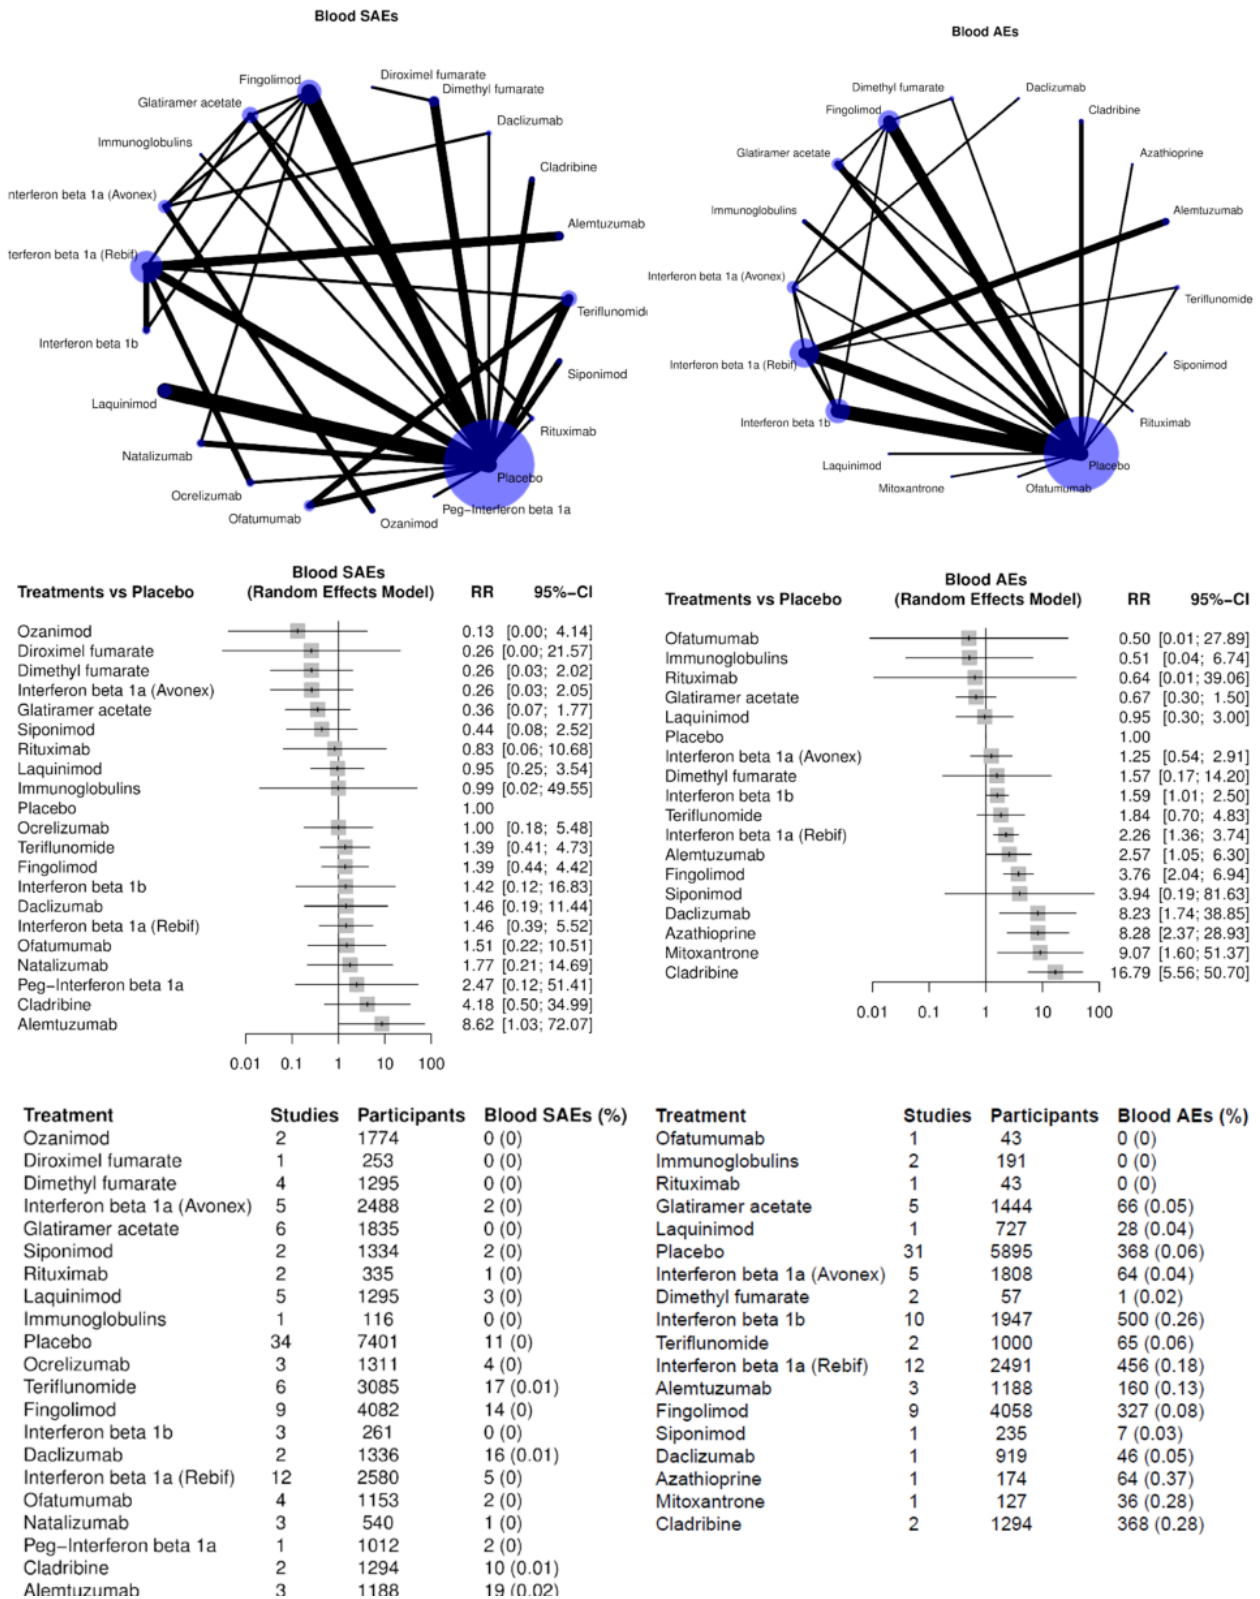 Blood SAEs
Fingolimod
Diroximel fumarate
Dimethyl fumarate
Glatiramer acetate
Daclizumab
Immunoglobulins
Cladribine
nterferon beta 1a (Avonex)
Alemtuzumab
terferon beta 1a (Rebif)
Teriflunomid
Interferon beta 1b
Siponimod
Laquinimod
Rituximab
Natalizumab
Placebo
Ocrelizumab
Peg−Interferon beta 1a
Ofatumumab
Ozanimod
Blood AEs
Dimethyl fumarate
Daclizumab
Fingolimod
Cladribine
Glatiramer acetate
Azathioprine
Immunoglobulins
Alemtuzumab
Interferon beta 1a (Avonex)
Teriflunomide
Interferon beta 1a (Rebif)
Siponimod
Interferon beta 1b
Rituximab
Laquinimod
Placebo
Mitoxantrone
Ofatumumab
Blood SAEs
Treatments vs Placebo (Random Effects Model) RR 95%−CI
Ozanimod 0.13 [0.00; 4.14]
Diroximel fumarate 0.26 [0.00; 21.57]
Dimethyl fumarate 0.26 [0.03; 2.02]
Interferon beta 1a (Avonex) 0.26 [0.03; 2.05]
Glatiramer acetate 0.36 [0.07; 1.77]
Siponimod 0.44 [0.08; 2.52]
Rituximab 0.83 [0.06; 10.68]
Laquinimod 0.95 [0.25; 3.54]
Immunoglobulins 0.99 [0.02; 49.55]
Placebo 1.00
Ocrelizumab 1.00 [0.18; 5.48]
Teriflunomide 1.39 [0.41; 4.73]
Fingolimod 1.39 [0.44; 4.42]
Interferon beta 1b 1.42 [0.12; 16.83]
Daclizumab 1.46 [0.19; 11.44]
Interferon beta 1a (Rebif) 1.46 [0.39; 5.52]
Ofatumumab 1.51 [0.22; 10.51]
Natalizumab 1.77 [0.21; 14.69]
Peg−Interferon beta 1a 2.47 [0.12; 51.41]
Cladribine 4.18 [0.50; 34.99]
Alemtuzumab 8.62 [1.03; 72.07]
0.01 0.1 1 10 100
Blood AEs
Treatments vs Placebo (Random Effects Model) RR 95%−CI
Ofatumumab 0.50 [0.01; 27.89]
Immunoglobulins 0.51 [0.04; 6.74]
Rituximab 0.64 [0.01; 39.06]
Glatiramer acetate 0.67 [0.30; 1.50]
Laquinimod 0.95 [0.30; 3.00]
Placebo 1.00
Interferon beta 1a (Avonex) 1.25 [0.54; 2.91]
Dimethyl fumarate 1.57 [0.17; 14.20]
Interferon beta 1b 1.59 [1.01; 2.50]
Teriflunomide 1.84 [0.70; 4.83]
Interferon beta 1a (Rebif) 2.26 [1.36; 3.74]
Alemtuzumab 2.57 [1.05; 6.30]
Fingolimod 3.76 [2.04; 6.94]
Siponimod 3.94 [0.19; 81.63]
Daclizumab 8.23 [1.74; 38.85]
Azathioprine 8.28 [2.37; 28.93]
Mitoxantrone 9.07 [1.60; 51.37]
Cladribine 16.79 [5.56; 50.70]
0.01 0.1 1 10 100
Treatment Studies Participants Blood SAEs (%)
Ozanimod 2 1774 0 (0)
Diroximel fumarate 1 253 0 (0)
Dimethyl fumarate 4 1295 0 (0)
Interferon beta 1a (Avonex) 5 2488 2 (0)
Glatiramer acetate 6 1835 0 (0)
Siponimod 2 1334 2 (0)
Rituximab 2 335 1 (0)
Laquinimod 5 1295 3 (0)
Immunoglobulins 1 116 0 (0)
Placebo 34 7401 11 (0)
Ocrelizumab 3 1311 4 (0)
Teriflunomide 6 3085 17 (0.01)
Fingolimod 9 4082 14 (0)
Interferon beta 1b 3 261 0 (0)
Daclizumab 2 1336 16 (0.01)
Interferon beta 1a (Rebif) 12 2580 5 (0)
Ofatumumab 4 1153 2 (0)
Natalizumab 3 540 1 (0)
Peg−Interferon beta 1a 1 1012 2 (0)
Cladribine 2 1294 10 (0.01)
Alemtuzumab 3 1188 19 (0.02)
Treatment Studies Participants Blood AEs (%)
Ofatumumab 1 43 0 (0)
Immunoglobulins 2 191 0 (0)
Rituximab 1 43 0 (0)
Glatiramer acetate 5 1444 66 (0.05)
Laquinimod 1 727 28 (0.04)
Placebo 31 5895 368 (0.06)
Interferon beta 1a (Avonex) 5 1808 64 (0.04)
Dimethyl fumarate 2 57 1 (0.02)
Interferon beta 1b 10 1947 500 (0.26)
Teriflunomide 2 1000 65 (0.06)
Interferon beta 1a (Rebif) 12 2491 456 (0.18)
Alemtuzumab 3 1188 160 (0.13)
Fingolimod 9 4058 327 (0.08)
Siponimod 1 235 7 (0.03)
Daclizumab 1 919 46 (0.05)
Azathioprine 1 174 64 (0.37)
Mitoxantrone 1 127 36 (0.28)
Cladribine 2 1294 368 (0.28)